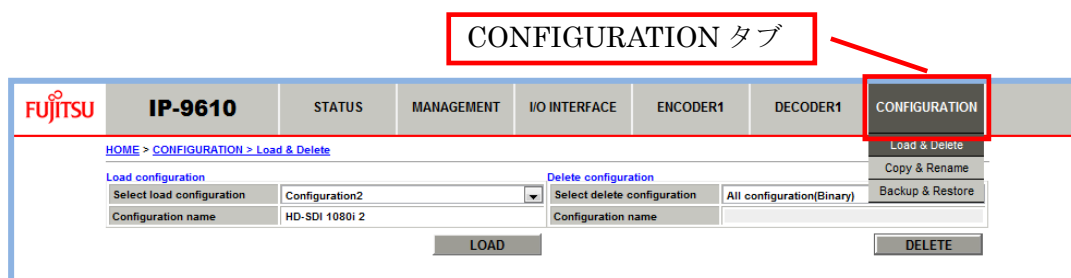 CONFIGURATION タブ
FUJITSU IP-9610 STATUS MANAGEMENT I/O INTERFACE ENCODER1 DECODER1 CONFIGURATION
HOME > CONFIGURATION > Load & Delete
Load & Delete
Copy & Rename
Backup & Restore
Load configuration
Select load configuration Configuration2
Configuration name HD-SDI 1080i 2
LOAD
Delete configuration
Select delete configuration All configuration(Binary)
Configuration name
DELETE